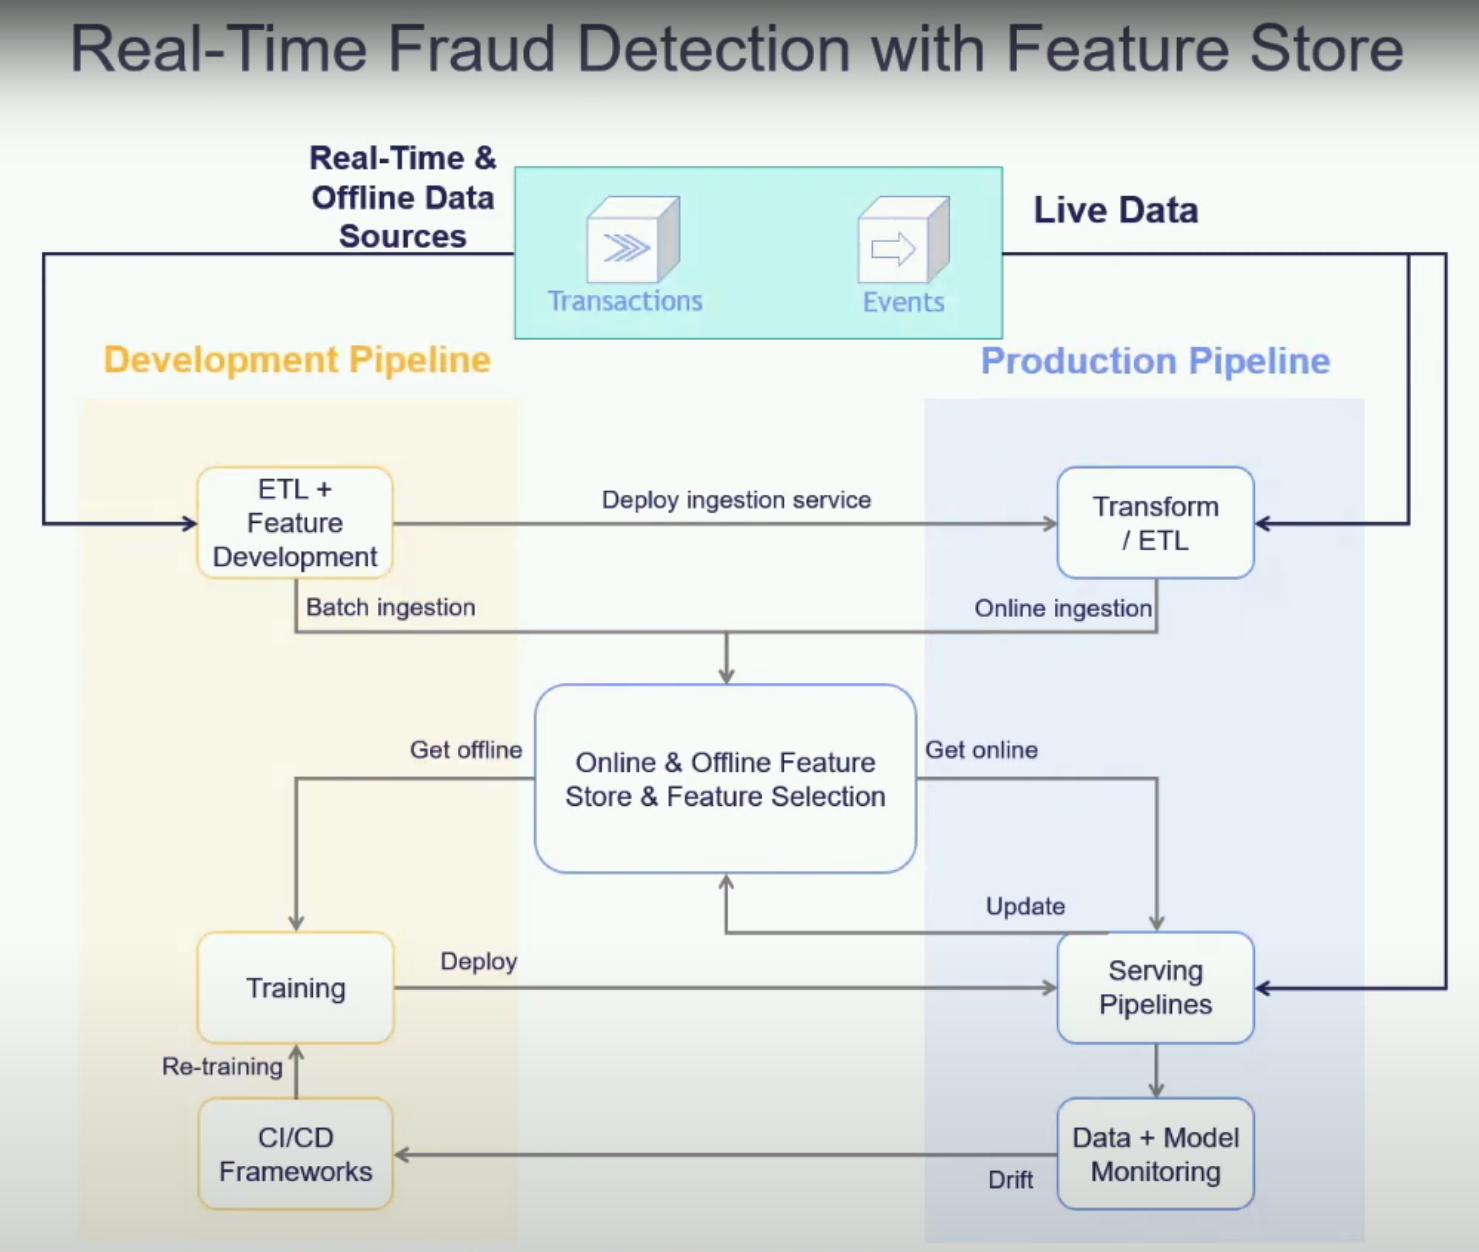 Real-Time Fraud Detection with Feature Store
Real-Time &
Offline Data
Sources
Live Data
Transactions
Events
Development Pipeline
Production Pipeline
ETL +
Feature
Development
Deploy ingestion service
Transform
/ ETL
Batch ingestion
Online ingestion
Get offline
Online & Offline Feature
Store & Feature Selection
Get online
Update
Training
Deploy
Serving
Pipelines
Re-training
CI/CD
Frameworks
Drift
Data + Model
Monitoring